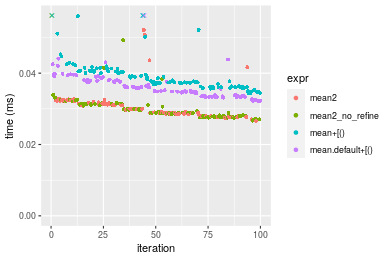 0.04
0.02
0.00
0
25
50
75
100
time (ms)
iteration
expr
mean2
mean2_no_refine
mean+[()
mean.default+[()